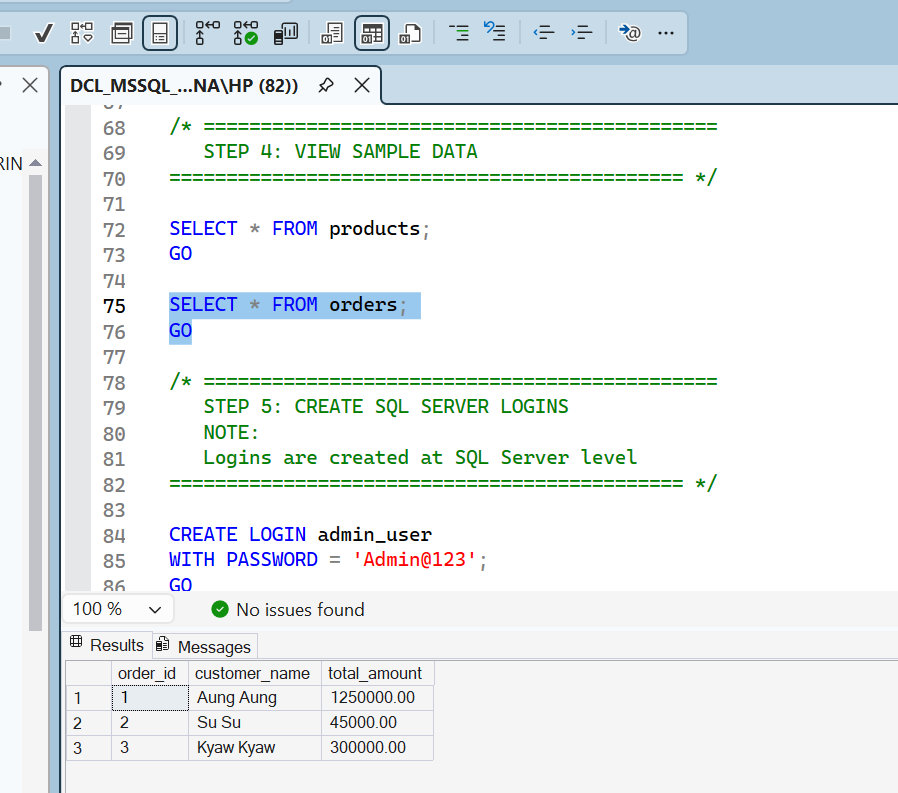 DCL_MSSQL_...NA\HP (82))
RIN
68 /* =============================================
69 STEP 4: VIEW SAMPLE DATA
70 ============================================= */
71
72 SELECT * FROM products;
73 GO
74
75 SELECT * FROM orders;
76 GO
77
78 /* =============================================
79 STEP 5: CREATE SQL SERVER LOGINS
80 NOTE:
81 Logins are created at SQL Server level
82 ============================================= */
83
84 CREATE LOGIN admin_user
85 WITH PASSWORD = 'Admin@123';
86 GO
100 % No issues found
Results Messages
order_id customer_name total_amount
1 1 Aung Aung 1250000.00
2 2 Su Su 45000.00
3 3 Kyaw Kyaw 300000.00